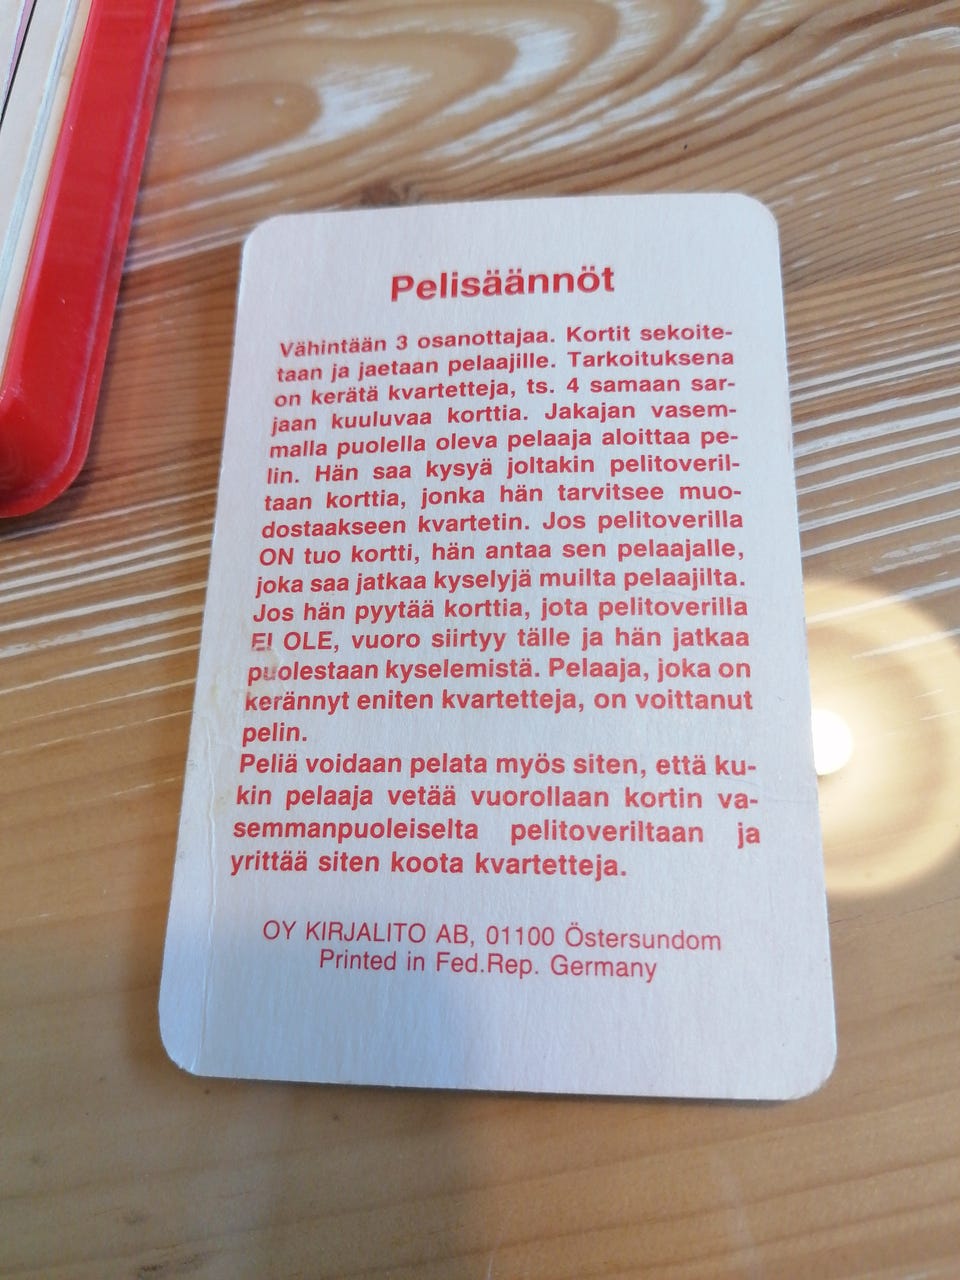 Pelisäännöt
Vähintään 3 osanottajaa. Kortit sekoite-
taan ja jaetaan pelaajille. Tarkoituksena
on kerätä kvartetteja, ts. 4 samaan sar-
jaan kuuluvaa korttia. Jakajan vasem-
malla puolella oleva pelaaja aloittaa pe-
lin. Hän saa kysyä joltakin pelitoveril-
taan korttia, jonka hän tarvitsee muo-
dostaakseen kvartetin. Jos pelitoverilla
ON tuo kortti, hän antaa sen pelaajalle,
joka saa jatkaa kyselyjä muilta pelaajilta.
Jos hän pyytää korttia, jota pelitoverilla
EI OLE, vuoro siirtyy tälle ja hän jatkaa
puolestaan kyselemistä. Pelaaja, joka on
kerännyt eniten kvartetteja, on voittanut
pelin.
Peliä voidaan pelata myös siten, että ku-
kin pelaaja vetää vuorollaan kortin va-
semmanpuoleiselta pelitoveriltaan ja
yrittää siten koota kvartetteja.
OY KIRJALITO AB, 01100 Östersundom
Printed in Fed.Rep. Germany